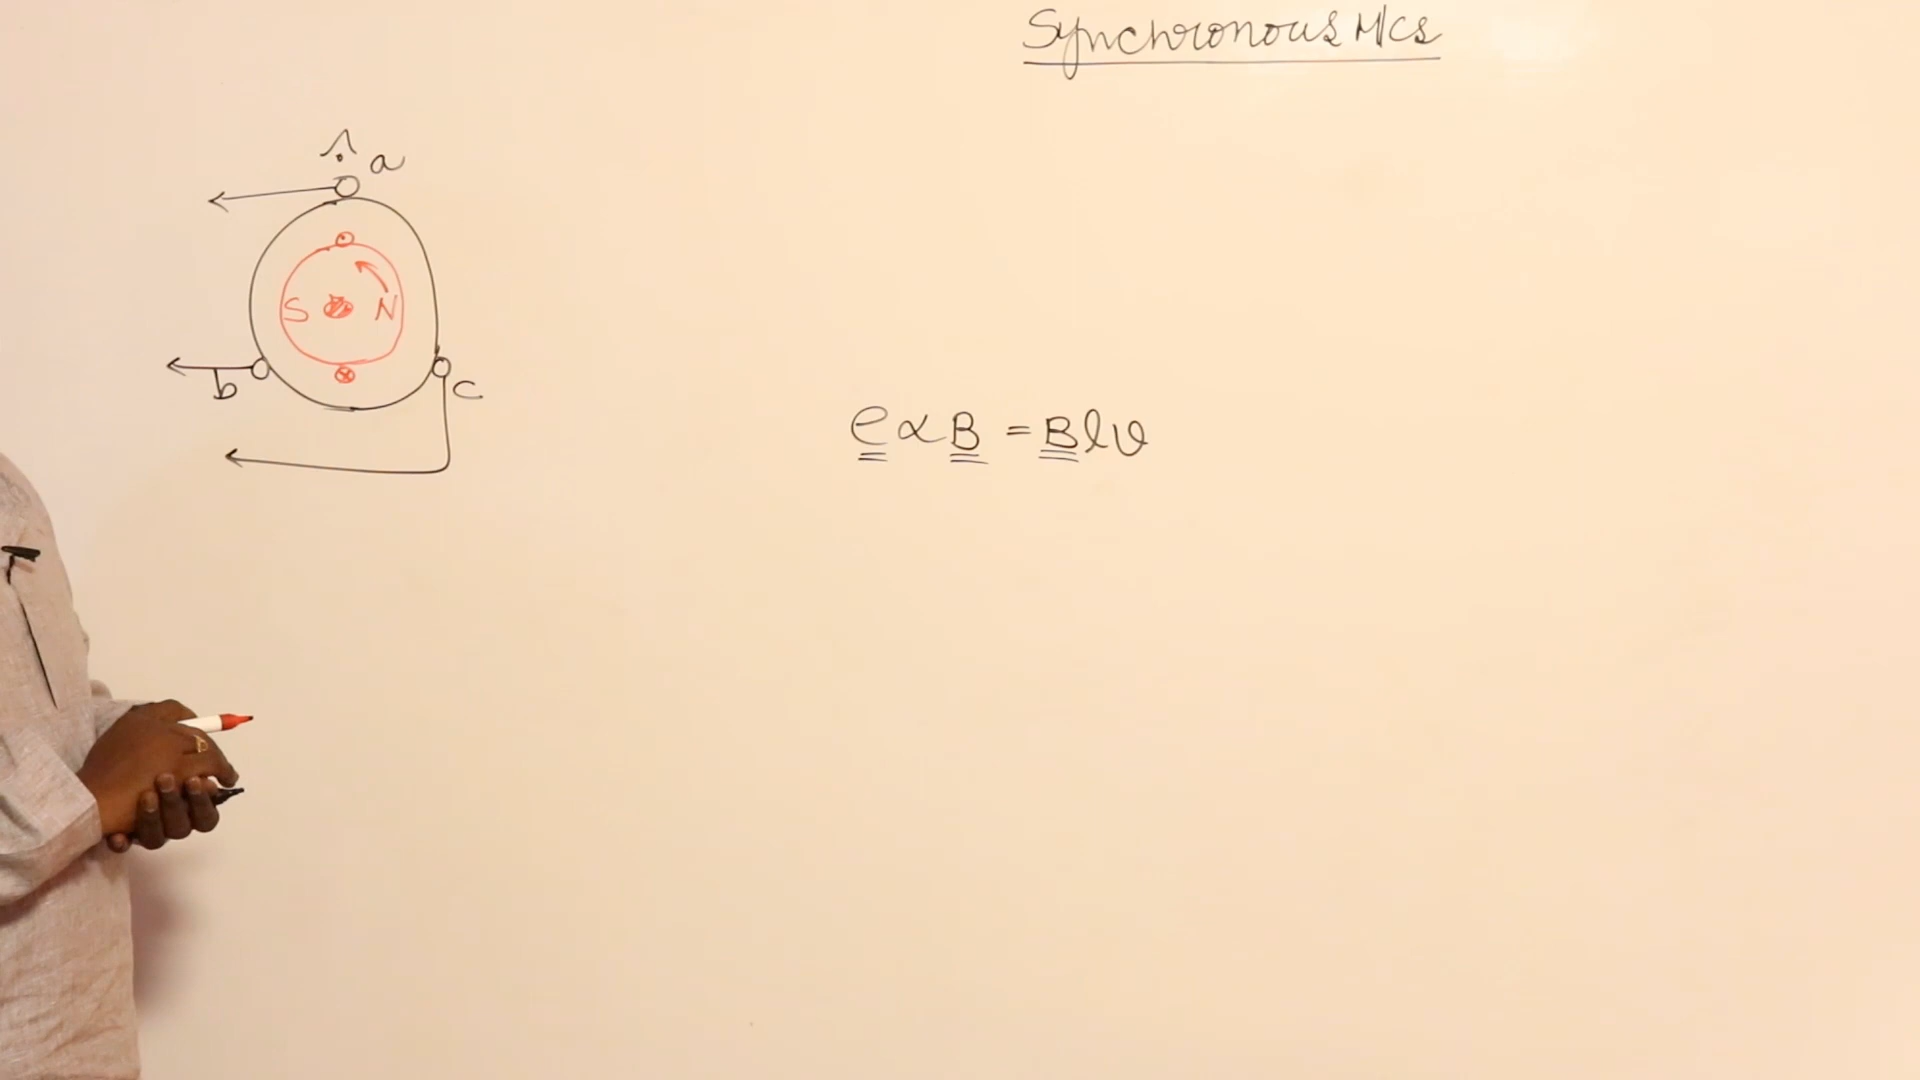 Synchronous M/cs
a
S N
b
c
e ∝ B = Blv